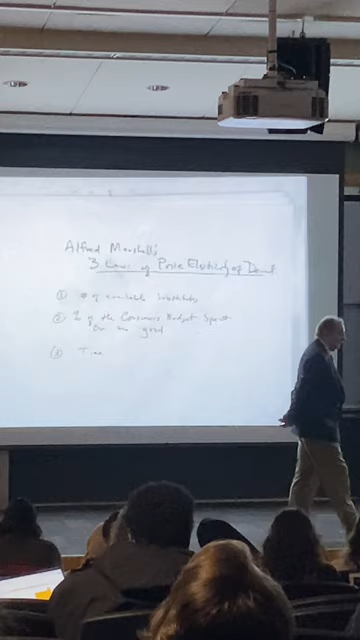 Alfred Marshall's
3 Laws of Price Elasticity of Demand
① # of available substitutes
② % of the Consumer's Budget Spent
On the good
③ Time